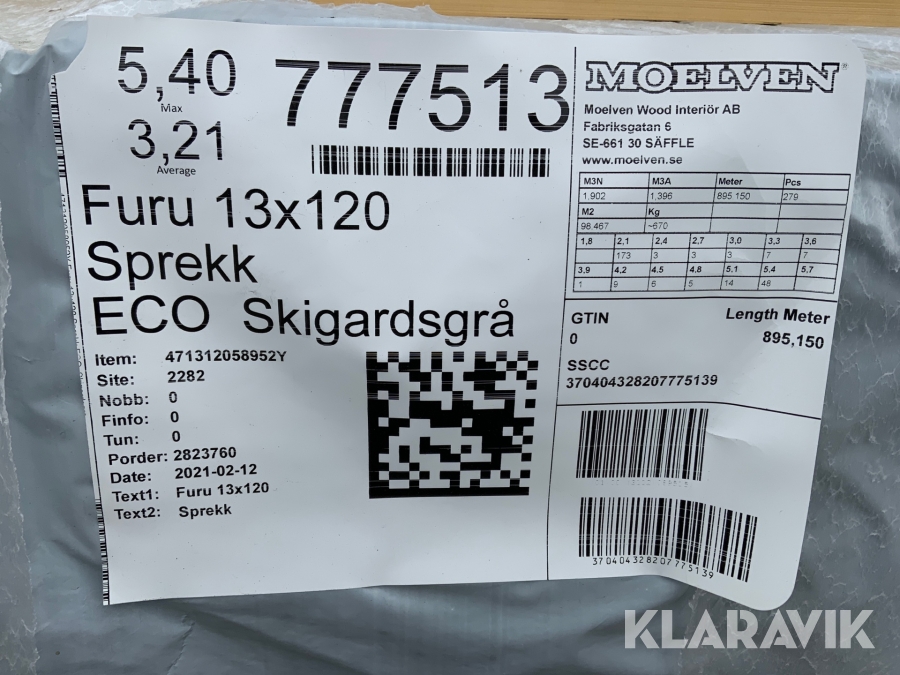 5,40
Max
3,21
Average
777513
Furu 13x120
Sprekk
ECO Skigardsgrå
Item: 471312058952Y
Site: 2282
Nobb: 0
Finfo: 0
Tun: 0
Porder: 2823760
Date: 2021-02-12
Text1: Furu 13x120
Text2: Sprekk
MOELVEN®
Moelven Wood Interiör AB
Fabriksgatan 6
SE-661 30 SÄFFLE
www.moelven.se
M3N M3A Meter Pcs
1.902 1,396 895 150 279
M2 Kg
98.467 ~670
1,8 2,1 2,4 2,7 3,0 3,3 3,6
173 3 3 3 7 7
3,9 4.2 4.5 4,8 5.1 5.4 5.7
1 9 6 5 14 48
GTIN Length Meter
0 895,150
SSCC
370404328207775139
370404328207775139
KLARAVIK